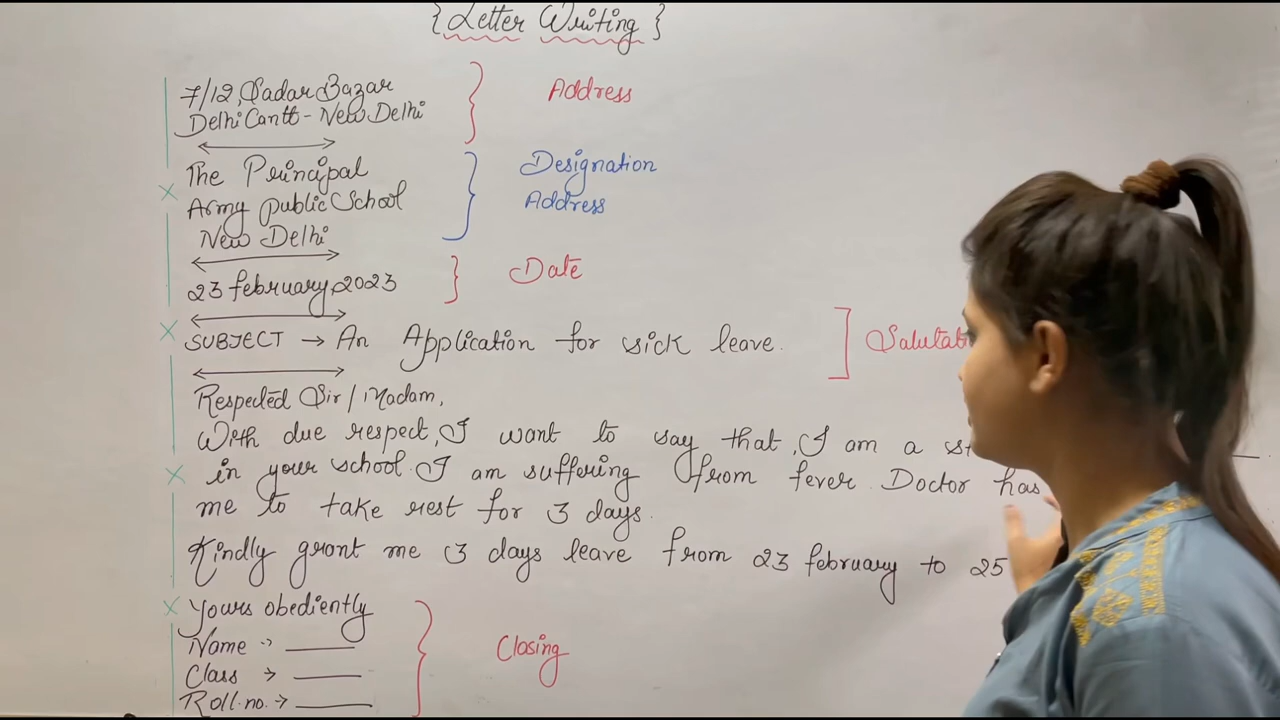 { Letter Writing }
7/12, Sadar Bazar
Delhi Cantt - New Delhi
Address
The Principal
Army public School
New Delhi
Designation
Address
23 february, 2023
Date
SUBJECT → An Application for sick leave.
Respected Sir / Madam,
With due respect, I want to say that, I am a
in your school. I am suffering from fever. Doctor has
me to take rest for 3 days.
Kindly grant me 3 days leave from 23 february to 25
Yours obediently
Name :-
Class →
Roll.no. →
Closing